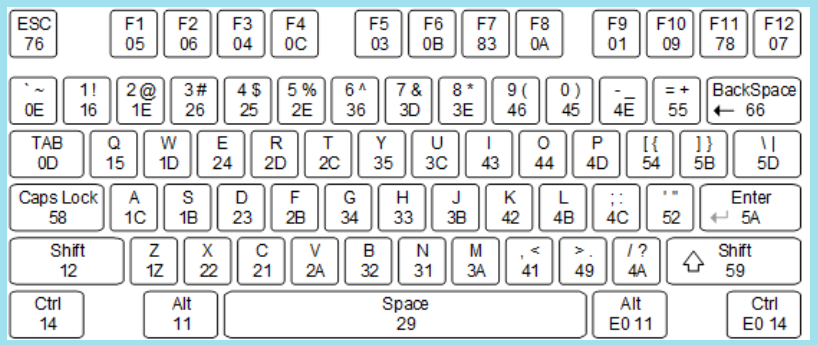 ESC F1 F2 F3 F4 F5 F6 F7 F8 F9 F10 F11 F12
76 05 06 04 0C 03 0B 83 0A 01 09 78 07
` ~ 1 ! 2 @ 3 # 4 $ 5 % 6 ^ 7 & 8 * 9 ( 0 ) - _ = + BackSpace
0E 16 1E 26 25 2E 36 3D 3E 46 45 4E 55 ← 66
TAB Q W E R T Y U I O P [ { ] } \ |
0D 15 1D 24 2D 2C 35 3C 43 44 4D 54 5B 5D
Caps Lock A S D F G H J K L ; : ' " Enter
58 1C 1B 23 2B 34 33 3B 42 4B 4C 52 ↵ 5A
Shift Z X C V B N M , < > . / ? ⇧ Shift
12 1Z 22 21 2A 32 31 3A 41 49 4A 59
Ctrl Alt Space Alt Ctrl
14 11 29 E0 11 E0 14